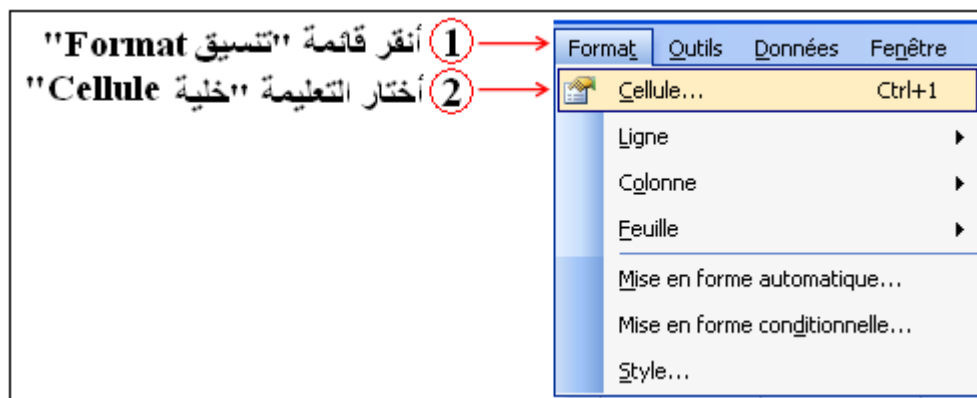 1 أنقر قائمة "تنسيق Format"
2 أختار التعليمة "خلية Cellule"
Format Outils Données Fenêtre
Cellule... Ctrl+1
Ligne
Colonne
Feuille
Mise en forme automatique...
Mise en forme conditionnelle...
Style...